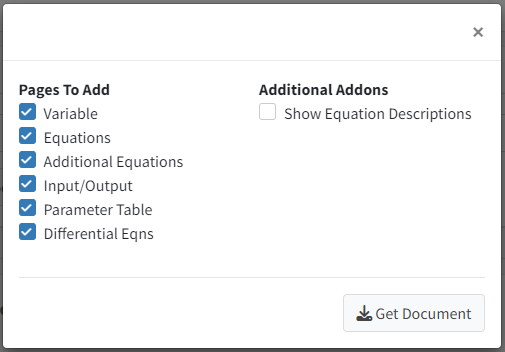 ×
Pages To Add
Variable
Equations
Additional Equations
Input/Output
Parameter Table
Differential Eqns
Additional Addons
Show Equation Descriptions
Get Document